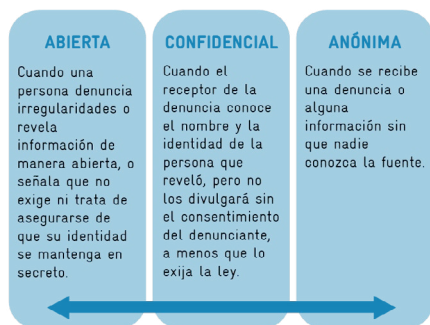 ABIERTA
Cuando una
persona denuncia
irregularidades o
revela
información de
manera abierta, o
señala que no
exige ni trata de
asegurarse de
que su identidad
se mantenga en
secreto.
CONFIDENCIAL
Cuando el
receptor de la
denuncia conoce
el nombre y la
identidad de la
persona que
reveló, pero no
los divulgará sin
el consentimiento
del denunciante,
a menos que lo
exija la ley.
ANÓNIMA
Cuando se recibe
una denuncia o
alguna
información sin
que nadie
conozca la fuente.